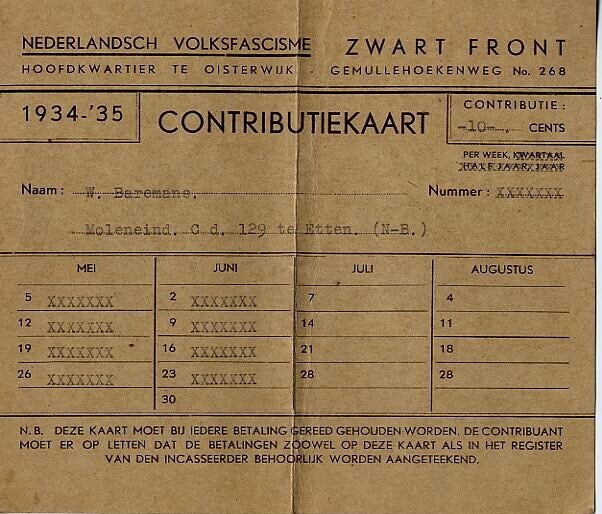 NEDERLANDSCH VOLKSFASCISME ZWART FRONT
HOOFDKWARTIER TE OISTERWIJK - GEMULLEHOEKENWEG No. 268
1934-'35
CONTRIBUTIEKAART
CONTRIBUTIE :
-10-. CENTS
PER WEEK, KWARTAAL
HALF JAAR, JAAR
Naam : W. Baremans.
Nummer : XXXXXXX
Moleneind. C d. 129 te Etten. (N-B.)
MEI JUNI JULI AUGUSTUS
5 XXXXXXX 2 XXXXXXX 7 4
12 XXXXXXX 9 XXXXXXX 14 11
19 XXXXXXX 16 XXXXXXX 21 18
26 XXXXXXX 23 XXXXXXX 28 28
30
N.B. DEZE KAART MOET BIJ IEDERE BETALING GEREED GEHOUDEN WORDEN. DE CONTRIBUANT
MOET ER OP LETTEN DAT DE BETALINGEN ZOOWEL OP DEZE KAART ALS IN HET REGISTER
VAN DEN INCASSEERDER BEHOORLIJK WORDEN AANGETEEKEND.